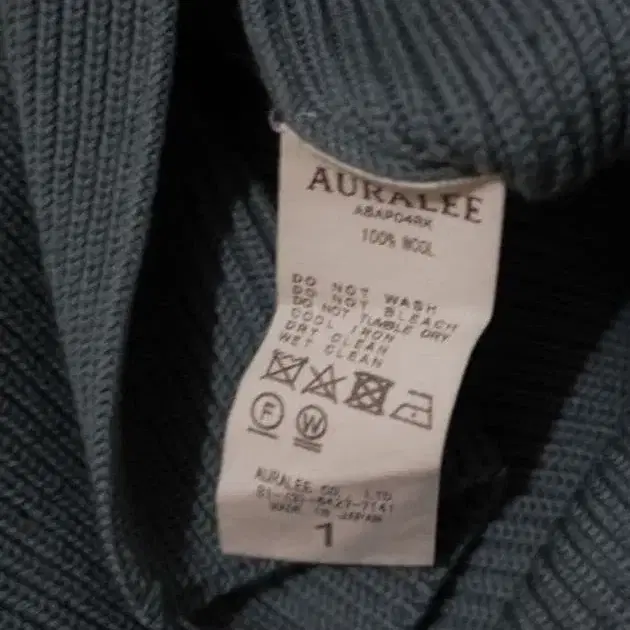 AURALEE
A8AP04RK
100% WOOL
DO NOT WASH
DO NOT BLEACH
DO NOT TUMBLE DRY
COOL IRON
DRY CLEAN
WET CLEAN
F W
AURALEE CO., LTD
MADE IN JAPAN
1